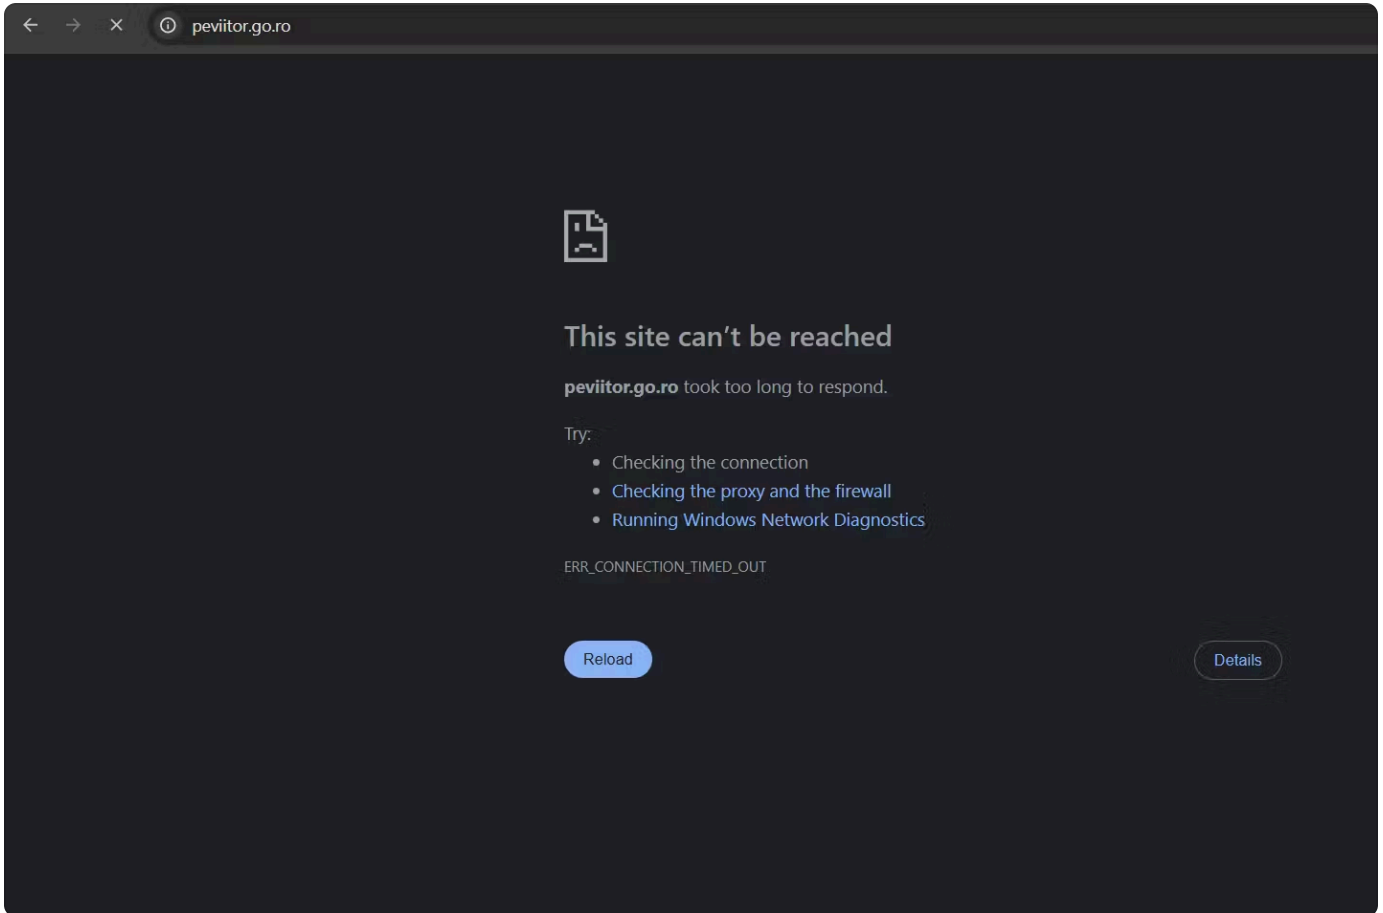 peviitor.go.ro
This site can’t be reached
peviitor.go.ro took too long to respond.
Try:
Checking the connection
Checking the proxy and the firewall
Running Windows Network Diagnostics
ERR_CONNECTION_TIMED_OUT
Reload
Details